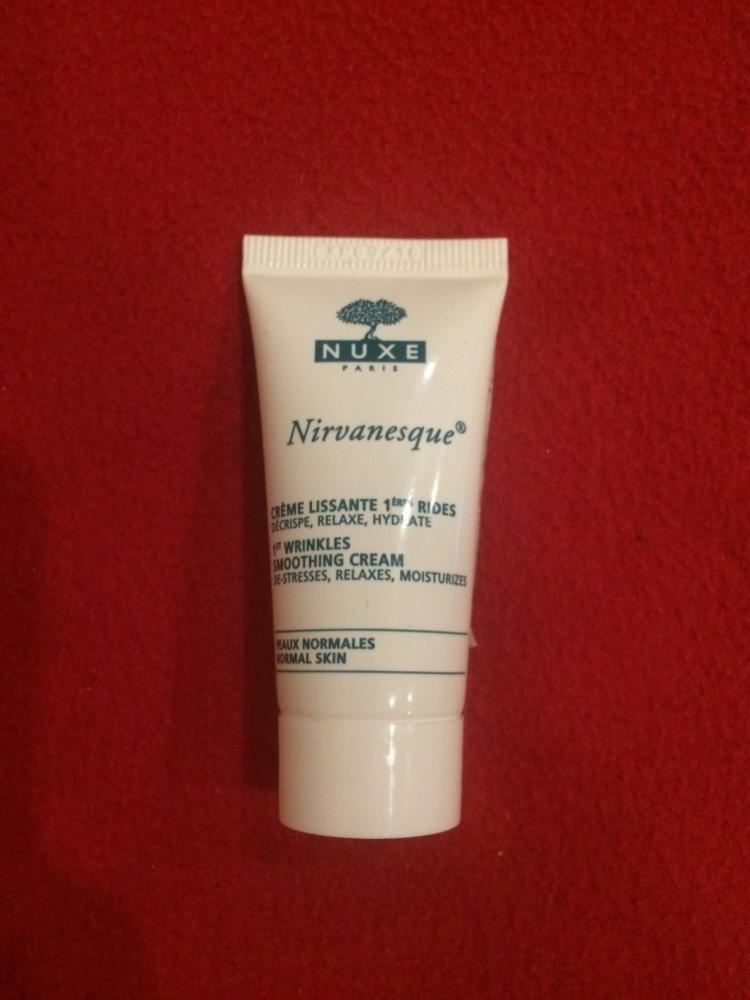 NUXE
PARIS
Nirvanesque®
CRÈME LISSANTE 1ÈRES RIDES
DÉCRISPE, RELAXE, HYDRATE
1ST WRINKLES
SMOOTHING CREAM
DE-STRESSES, RELAXES, MOISTURIZES
PEAUX NORMALES
NORMAL SKIN